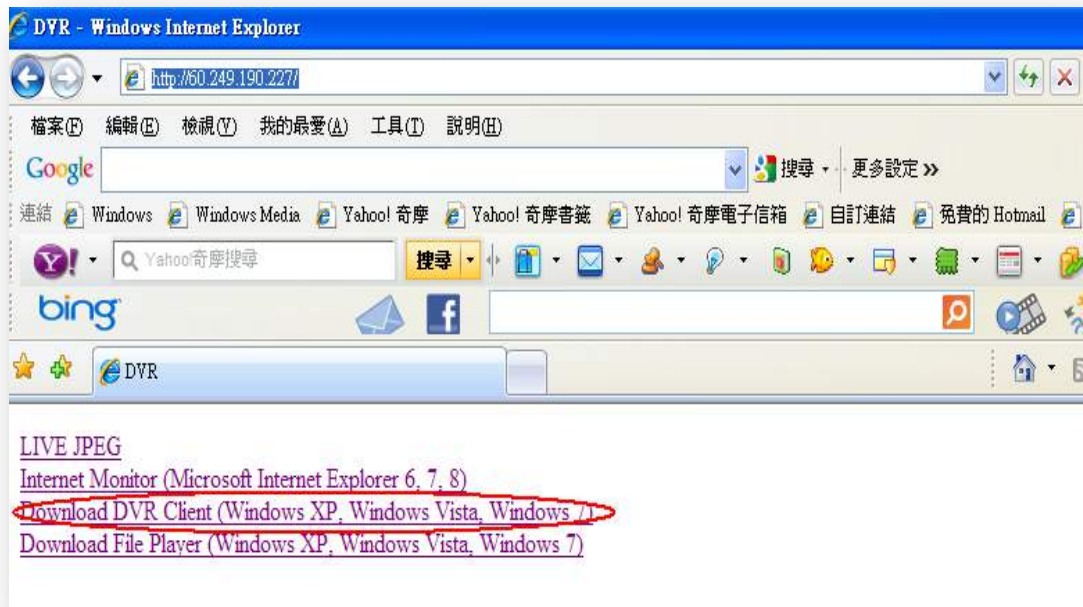 DVR - Windows Internet Explorer
http://60.249.190.227/
檔案(F) 編輯(E) 檢視(V) 我的最愛(A) 工具(T) 說明(H)
Google 搜尋 更多設定 »
連結 Windows Windows Media Yahoo! 奇摩 Yahoo! 奇摩書籤 Yahoo! 奇摩電子信箱 自訂連結 免費的 Hotmail
Y! Yahoo!奇摩搜尋 搜尋
bing f
DVR
LIVE JPEG
Internet Monitor (Microsoft Internet Explorer 6, 7, 8)
Download DVR Client (Windows XP, Windows Vista, Windows 7)
Download File Player (Windows XP, Windows Vista, Windows 7)